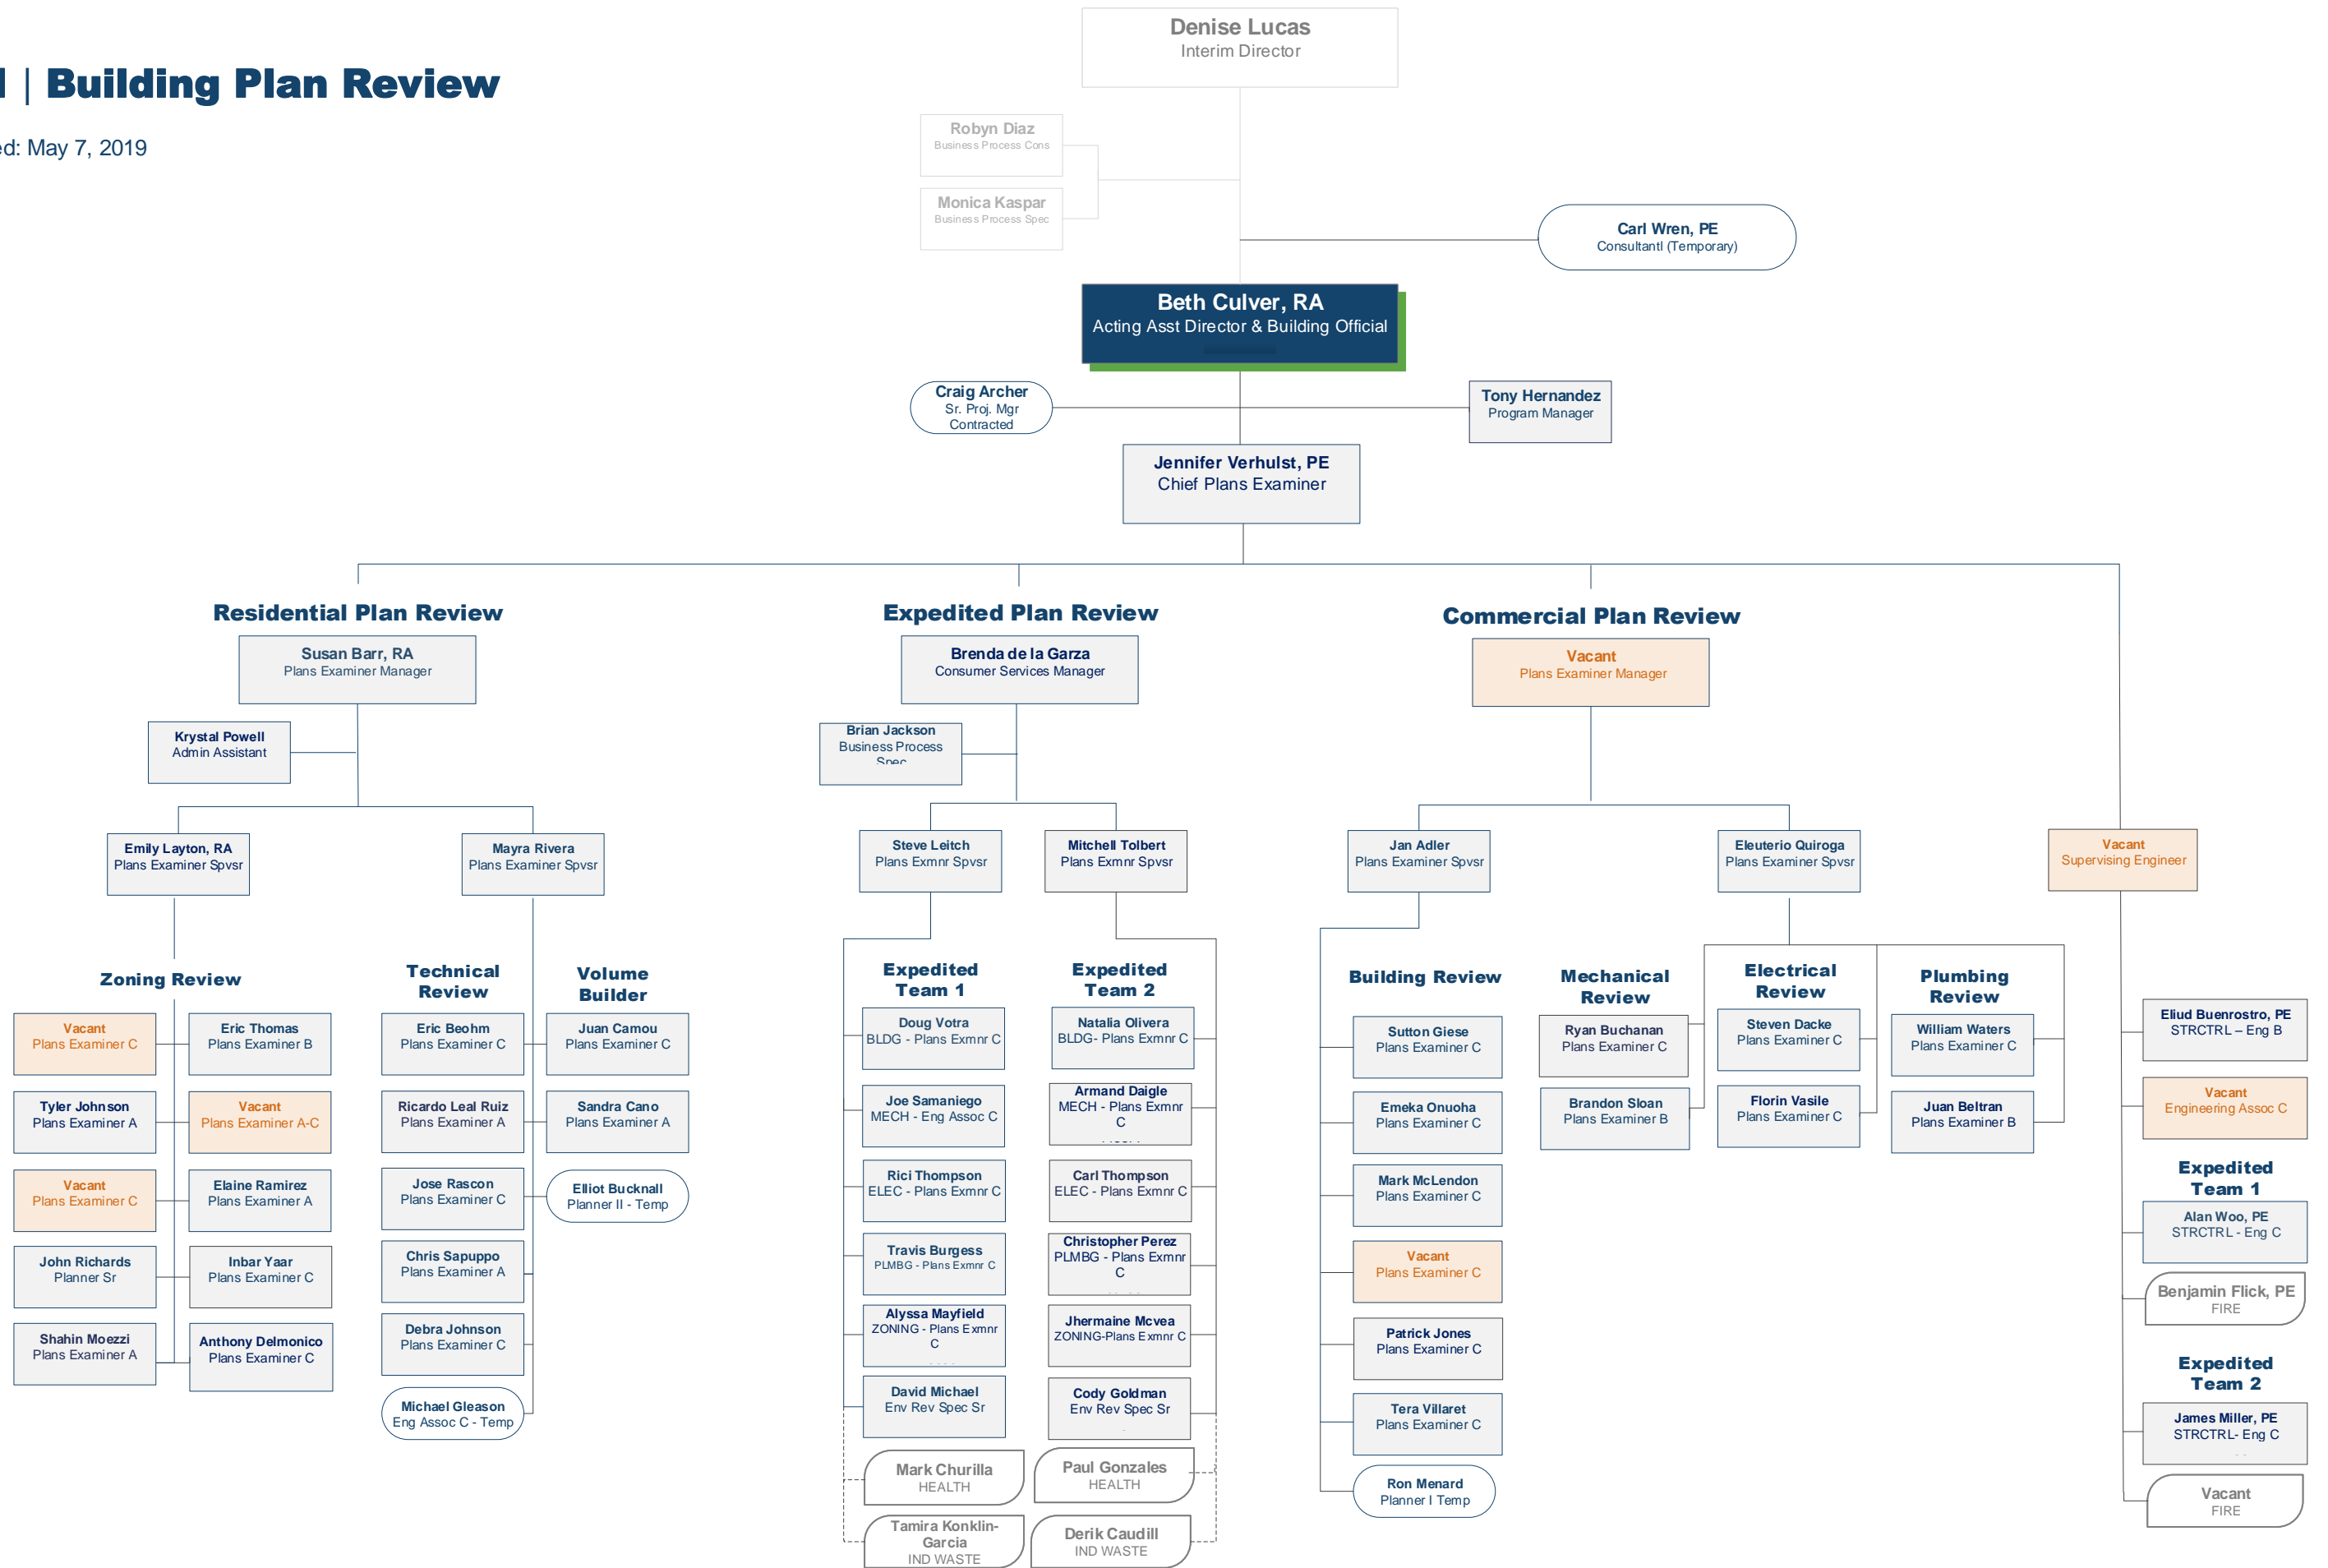 Denise Lucas
Interim Director
| Building Plan Review
ed: May 7, 2019
Robyn Diaz
Business Process Cons
Monica Kaspar
Business Process Spec
Carl Wren, PE
Consultantl (Temporary)
Beth Culver, RA
Acting Asst Director & Building Official
Craig Archer
Sr. Proj. Mgr
Contracted
Tony Hernandez
Program Manager
Jennifer Verhulst, PE
Chief Plans Examiner
Residential Plan Review
Susan Barr, RA
Plans Examiner Manager
Krystal Powell
Admin Assistant
Emily Layton, RA
Plans Examiner Spvsr
Mayra Rivera
Plans Examiner Spvsr
Zoning Review
Vacant
Plans Examiner C
Eric Thomas
Plans Examiner B
Tyler Johnson
Plans Examiner A
Vacant
Plans Examiner A-C
Vacant
Plans Examiner C
Elaine Ramirez
Plans Examiner A
John Richards
Planner Sr
Inbar Yaar
Plans Examiner C
Shahin Moezzi
Plans Examiner A
Anthony Delmonico
Plans Examiner C
Technical
Review
Eric Beohm
Plans Examiner C
Ricardo Leal Ruiz
Plans Examiner A
Jose Rascon
Plans Examiner C
Chris Sapuppo
Plans Examiner A
Debra Johnson
Plans Examiner C
Michael Gleason
Eng Assoc C - Temp
Volume
Builder
Juan Camou
Plans Examiner C
Sandra Cano
Plans Examiner A
Elliot Bucknall
Planner II - Temp
Expedited Plan Review
Brenda de la Garza
Consumer Services Manager
Brian Jackson
Business Process
Spec
Steve Leitch
Plans Exmnr Spvsr
Mitchell Tolbert
Plans Exmnr Spvsr
Expedited
Team 1
Doug Votra
BLDG - Plans Exmnr C
Joe Samaniego
MECH - Eng Assoc C
Rici Thompson
ELEC - Plans Exmnr C
Travis Burgess
PLMBG - Plans Exmnr C
Alyssa Mayfield
ZONING - Plans Exmnr
C
David Michael
Env Rev Spec Sr
Mark Churilla
HEALTH
Tamira Konklin-
Garcia
IND WASTE
Expedited
Team 2
Natalia Olivera
BLDG- Plans Exmnr C
Armand Daigle
MECH - Plans Exmnr
C
Carl Thompson
ELEC - Plans Exmnr C
Christopher Perez
PLMBG - Plans Exmnr
C
Jhermaine Mcvea
ZONING-Plans Exmnr C
Cody Goldman
Env Rev Spec Sr
Paul Gonzales
HEALTH
Derik Caudill
IND WASTE
Commercial Plan Review
Vacant
Plans Examiner Manager
Jan Adler
Plans Examiner Spvsr
Eleuterio Quiroga
Plans Examiner Spvsr
Building Review
Sutton Giese
Plans Examiner C
Emeka Onuoha
Plans Examiner C
Mark McLendon
Plans Examiner C
Vacant
Plans Examiner C
Patrick Jones
Plans Examiner C
Tera Villaret
Plans Examiner C
Ron Menard
Planner I Temp
Mechanical
Review
Ryan Buchanan
Plans Examiner C
Brandon Sloan
Plans Examiner B
Electrical
Review
Steven Dacke
Plans Examiner C
Florin Vasile
Plans Examiner C
Plumbing
Review
William Waters
Plans Examiner C
Juan Beltran
Plans Examiner B
Vacant
Supervising Engineer
Eliud Buenrostro, PE
STRCTRL – Eng B
Vacant
Engineering Assoc C
Expedited
Team 1
Alan Woo, PE
STRCTRL - Eng C
Benjamin Flick, PE
FIRE
Expedited
Team 2
James Miller, PE
STRCTRL- Eng C
Vacant
FIRE